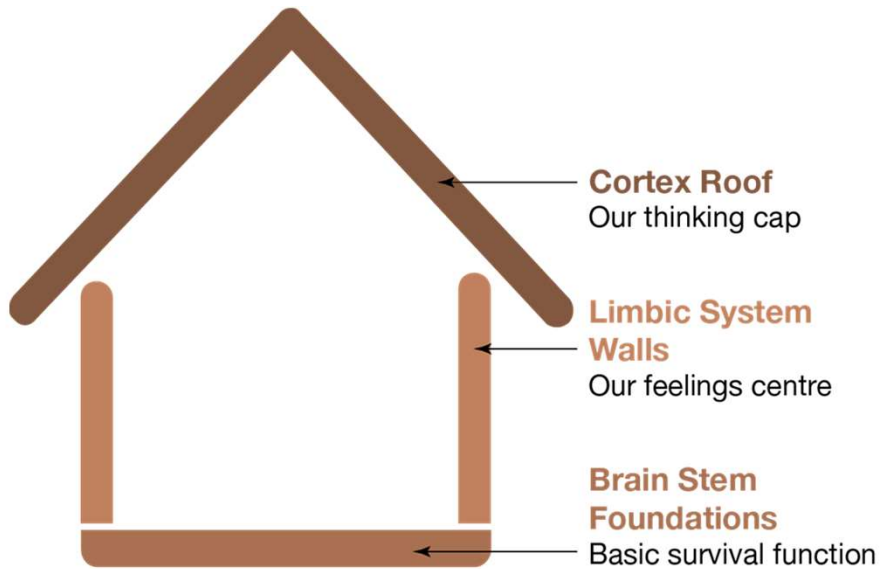 Cortex Roof
Our thinking cap
Limbic System
Walls
Our feelings centre
Brain Stem
Foundations
Basic survival function